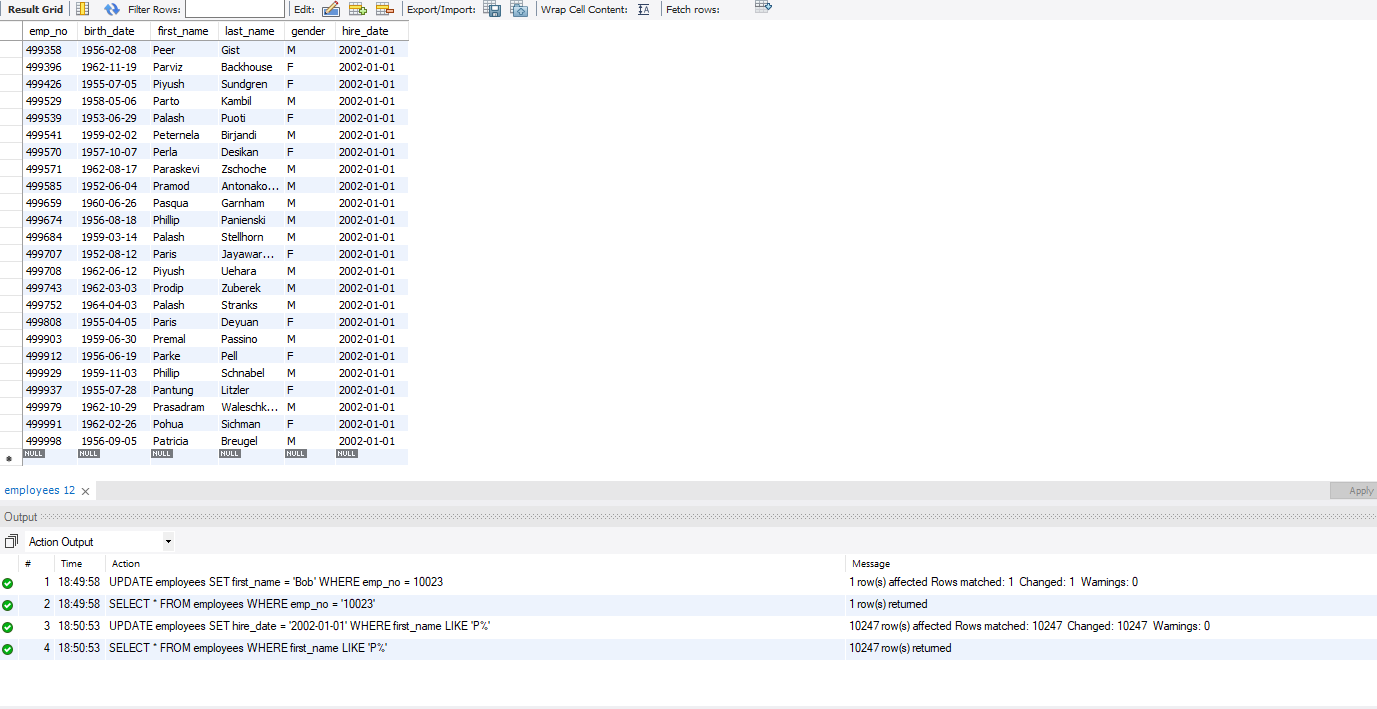 Result Grid Filter Rows: Edit: Export/Import: Wrap Cell Content: Fetch rows:
emp_no birth_date first_name last_name gender hire_date
499358 1956-02-08 Peer Gist M 2002-01-01
499396 1962-11-19 Parviz Backhouse F 2002-01-01
499426 1955-07-05 Piyush Sundgren F 2002-01-01
499529 1958-05-06 Parto Kambil M 2002-01-01
499539 1953-06-29 Palash Puoti F 2002-01-01
499541 1959-02-02 Peternela Birjandi M 2002-01-01
499570 1957-10-07 Perla Desikan F 2002-01-01
499571 1962-08-17 Paraskevi Zschoche M 2002-01-01
499585 1952-06-04 Pramod Antonako... M 2002-01-01
499659 1960-06-26 Pasqua Garnham M 2002-01-01
499674 1956-08-18 Phillip Panienski M 2002-01-01
499684 1959-03-14 Palash Stellhorn M 2002-01-01
499707 1952-08-12 Paris Jayawar... F 2002-01-01
499708 1962-06-12 Piyush Uehara M 2002-01-01
499743 1962-03-03 Prodip Zuberek M 2002-01-01
499752 1964-04-03 Palash Stranks M 2002-01-01
499808 1955-04-05 Paris Deyuan F 2002-01-01
499903 1959-06-30 Premal Passino M 2002-01-01
499912 1956-06-19 Parke Pell F 2002-01-01
499929 1959-11-03 Phillip Schnabel M 2002-01-01
499937 1955-07-28 Pantung Litzler F 2002-01-01
499979 1962-10-29 Prasadram Waleschk... M 2002-01-01
499991 1962-02-26 Pohua Sichman F 2002-01-01
499998 1956-09-05 Patricia Breugel M 2002-01-01
NULL NULL NULL NULL NULL NULL
employees 12 Apply
Output
Action Output
# Time Action Message
1 18:49:58 UPDATE employees SET first_name = 'Bob' WHERE emp_no = 10023 1 row(s) affected Rows matched: 1 Changed: 1 Warnings: 0
2 18:49:58 SELECT * FROM employees WHERE emp_no = '10023' 1 row(s) returned
3 18:50:53 UPDATE employees SET hire_date = '2002-01-01' WHERE first_name LIKE 'P%' 10247 row(s) affected Rows matched: 10247 Changed: 10247 Warnings: 0
4 18:50:53 SELECT * FROM employees WHERE first_name LIKE 'P%' 10247 row(s) returned